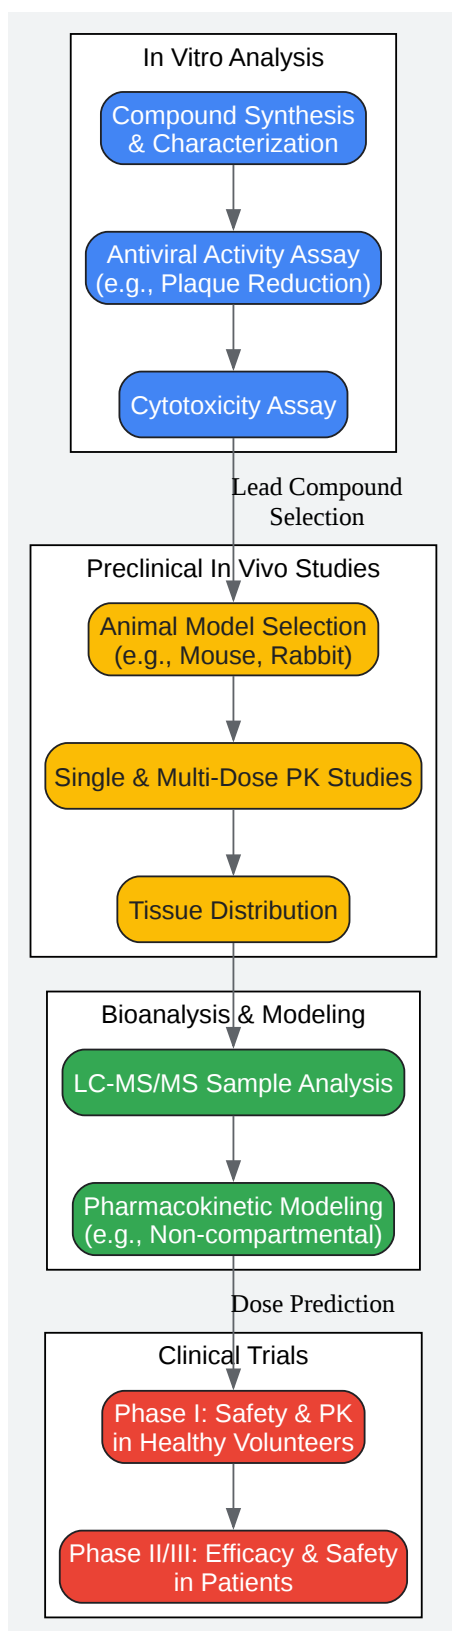 In Vitro Analysis
Compound Synthesis
& Characterization
Antiviral Activity Assay
(e.g., Plaque Reduction)
Cytotoxicity Assay
Lead Compound
Selection
Preclinical In Vivo Studies
Animal Model Selection
(e.g., Mouse, Rabbit)
Single & Multi-Dose PK Studies
Tissue Distribution
Bioanalysis & Modeling
LC-MS/MS Sample Analysis
Pharmacokinetic Modeling
(e.g., Non-compartmental)
Dose Prediction
Clinical Trials
Phase I: Safety & PK
in Healthy Volunteers
Phase II/III: Efficacy & Safety
in Patients